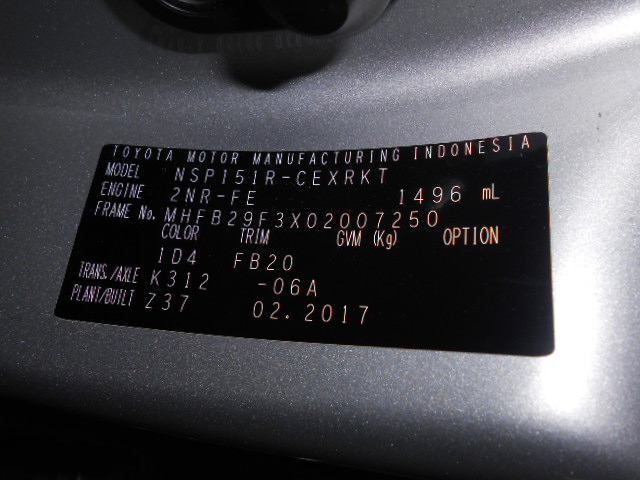 TOYOTA MOTOR MANUFACTURING INDONESIA
MODEL NSP151R-CEXRKT
ENGINE 2NR-FE 1496 mL
FRAME No. MHFB29F3X02007250
COLOR TRIM GVM (Kg) OPTION
1D4 FB20
TRANS./AXLE K312 -06A
PLANT/BUILT Z37 02.2017